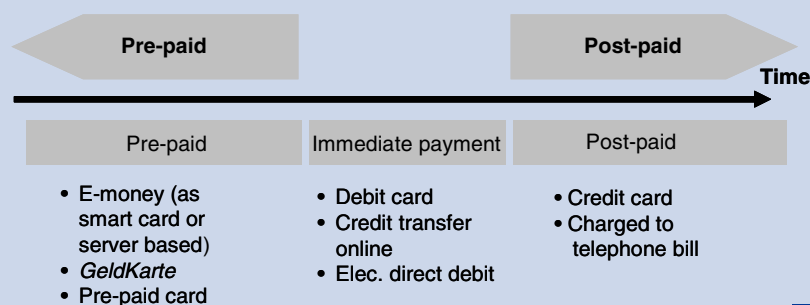 Pre-paid
Post-paid
Time
Pre-paid
Immediate payment
Post-paid
• E-money (as
smart card or
server based)
• GeldKarte
• Pre-paid card
• Debit card
• Credit transfer
online
• Elec. direct debit
• Credit card
• Charged to
telephone bill